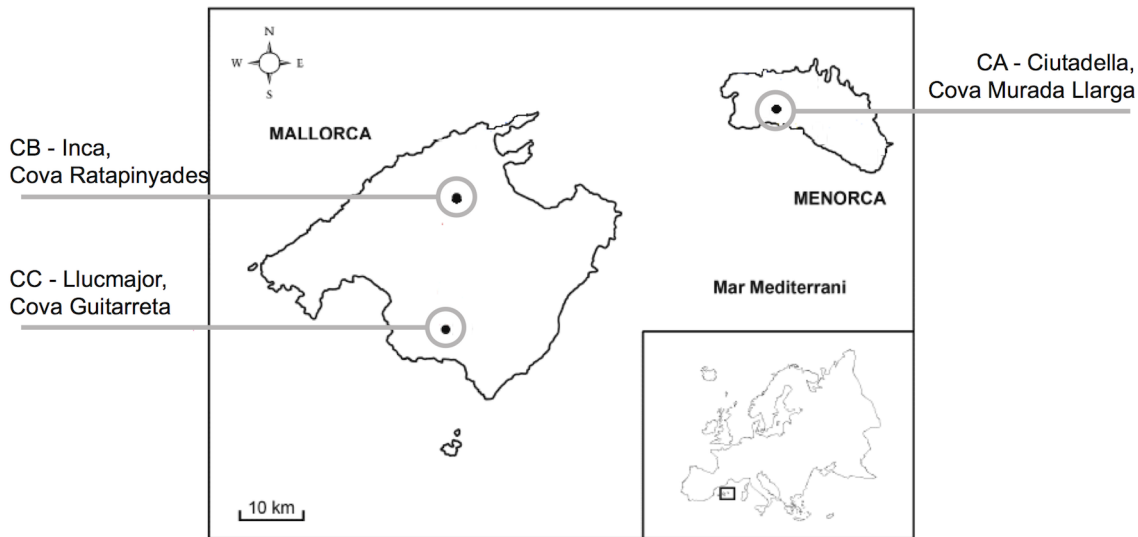 N
W E
S
CA - Ciutadella,
Cova Murada Llarga
MALLORCA
CB - Inca,
Cova Ratapinyades
MENORCA
CC - Llucmajor,
Cova Guitarreta
Mar Mediterrani
10 km